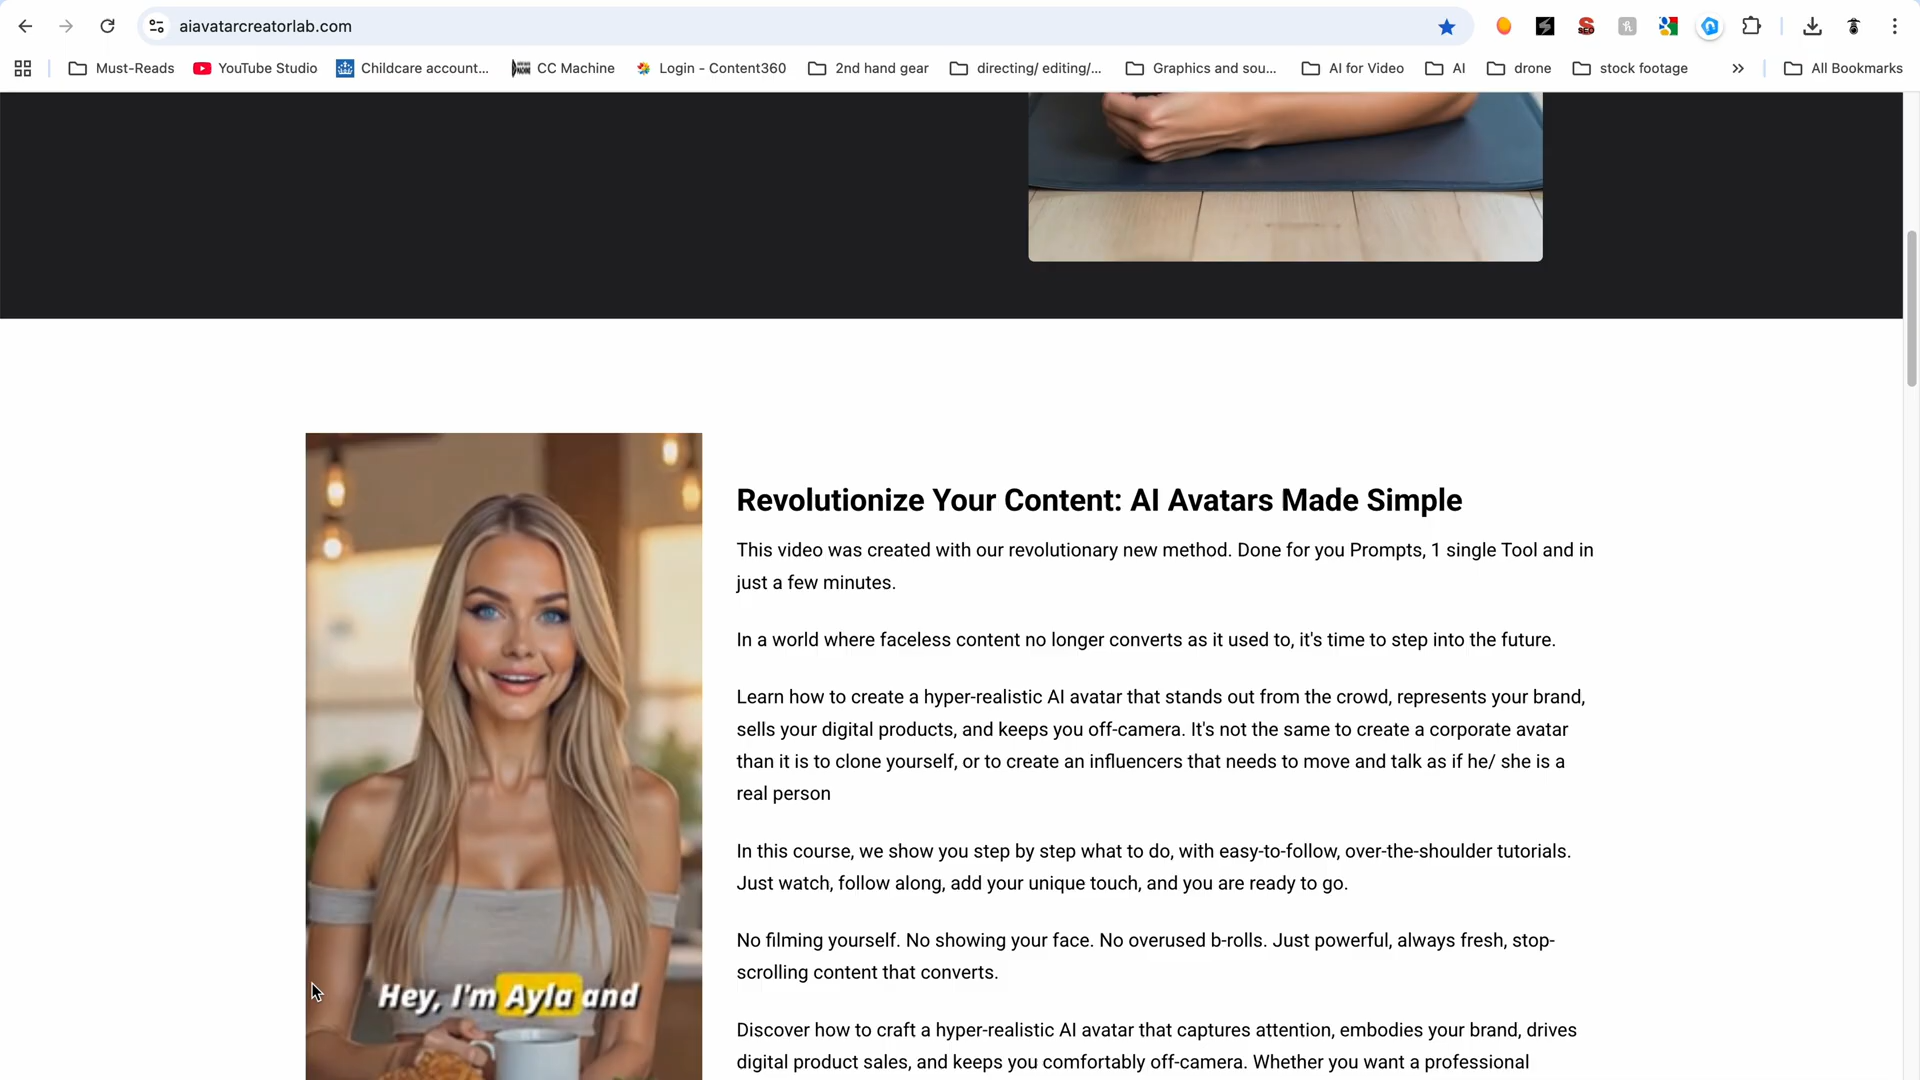 aiavatarcreatorlab.com
Must-Reads
YouTube Studio
Childcare account...
CC Machine
Login - Content360
2nd hand gear
directing/ editing/...
Graphics and sou...
AI for Video
AI
drone
stock footage
All Bookmarks
Revolutionize Your Content: AI Avatars Made Simple
This video was created with our revolutionary new method. Done for you Prompts, 1 single Tool and in
just a few minutes.
In a world where faceless content no longer converts as it used to, it's time to step into the future.
Learn how to create a hyper-realistic AI avatar that stands out from the crowd, represents your brand,
sells your digital products, and keeps you off-camera. It's not the same to create a corporate avatar
than it is to clone yourself, or to create an influencers that needs to move and talk as if he/ she is a
real person
In this course, we show you step by step what to do, with easy-to-follow, over-the-shoulder tutorials.
Just watch, follow along, add your unique touch, and you are ready to go.
No filming yourself. No showing your face. No overused b-rolls. Just powerful, always fresh, stop-
scrolling content that converts.
Hey, I'm Ayla and
Discover how to craft a hyper-realistic AI avatar that captures attention, embodies your brand, drives
digital product sales, and keeps you comfortably off-camera. Whether you want a professional